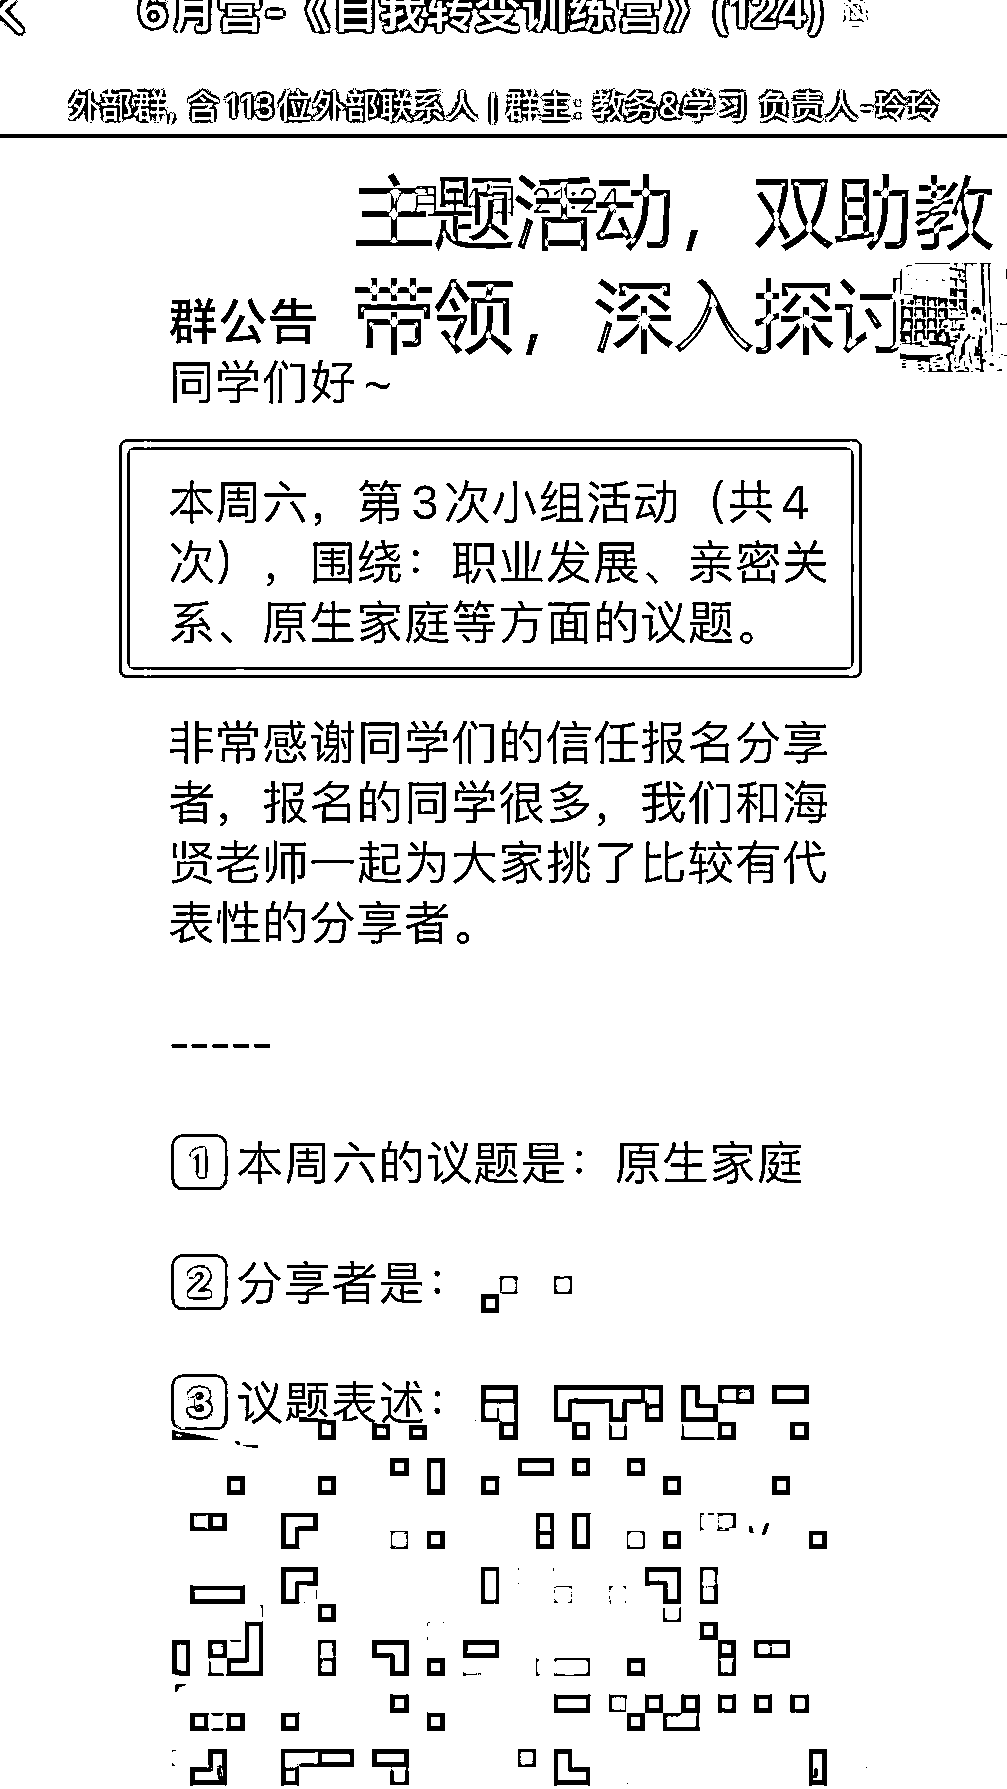 6月营-《自我转变训练营》(124)
外部群, 含113位外部联系人 | 群主: 教务&学习 负责人-玲玲
主题活动，双助教
带领，深入探讨
群公告
同学们好~
本周六，第3次小组活动（共4
次），围绕：职业发展、亲密关
系、原生家庭等方面的议题。
非常感谢同学们的信任报名分享
者，报名的同学很多，我们和海
贤老师一起为大家挑了比较有代
表性的分享者。
-----
1 本周六的议题是：原生家庭
2 分享者是：
3 议题表述：